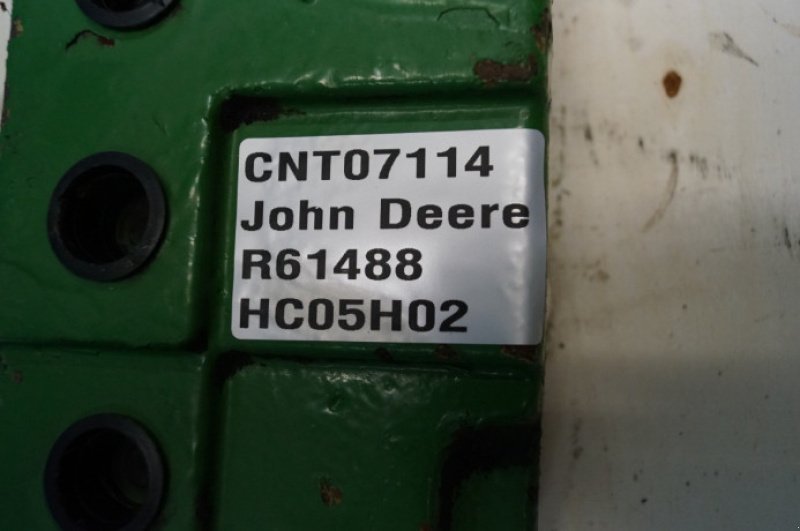 CNT07114
John Deere
R61488
HC05H02